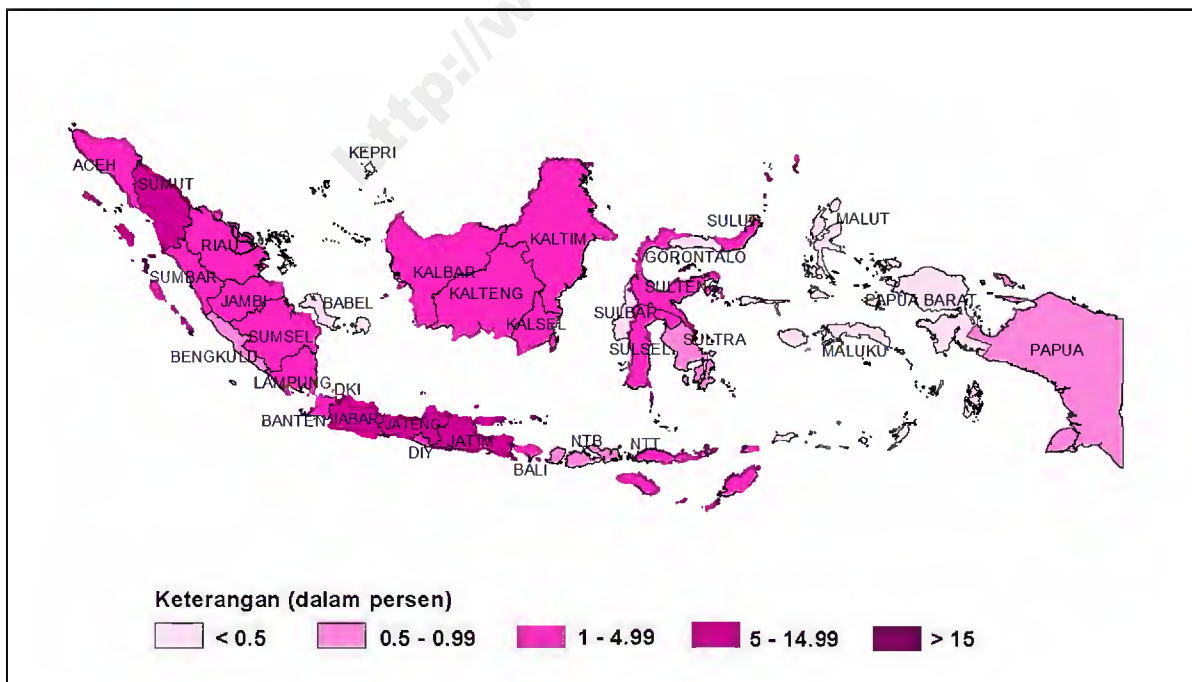 http://w
KEPRI
ACEH
SUMUT
MALUT
SULUT
RIAU
KALTIM
GORONTALO
KALBAR
SUMBAR
SULTENG
KALTENG
JAMBI
BABEL
PAPUA BARAT
SULBAR
KALSEL
SUMSEL
SULTRA
SULSEL
MALUKU
PAPUA
BENGKULU
LAMPUNG
DKI
BANTEN
JABAR
JATENG
JATIM
NTB
NTT
DIY
BALI
Keterangan (dalam persen)
< 0.5
0.5 - 0.99
1 - 4.99
5 - 14.99
> 15